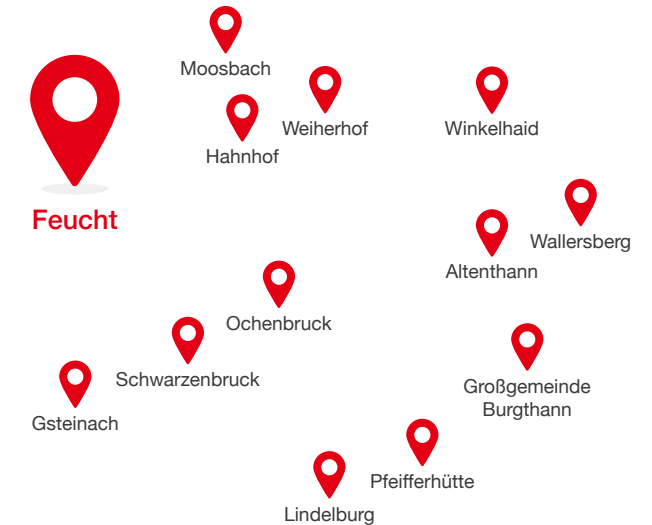 Moosbach
Weiherhof
Winkelhaid
Hahnhof
Feucht
Wallersberg
Altenthann
Ochenbruck
Schwarzenbruck
Großgemeinde
Burgthann
Gsteinach
Pfeifferhütte
Lindelburg